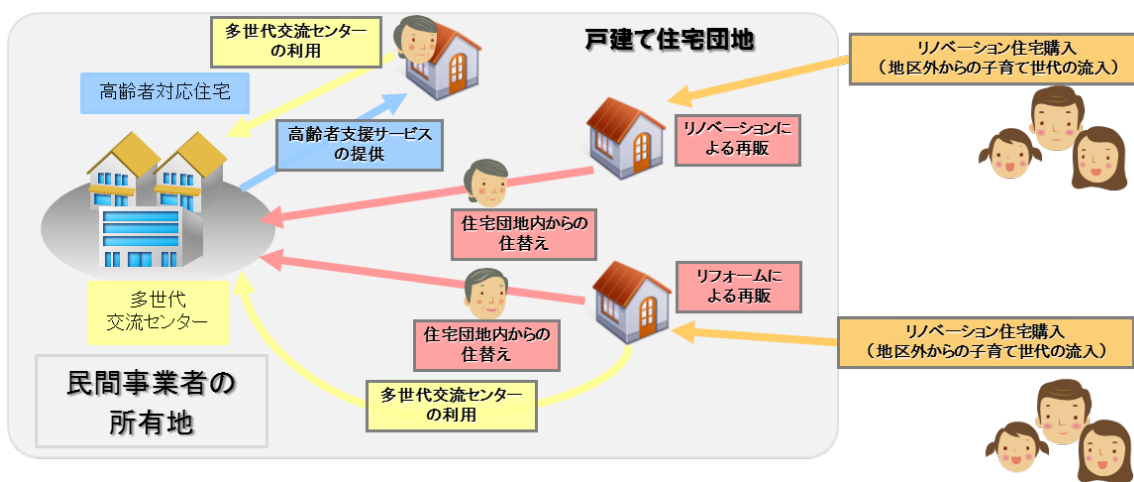 多世代交流センター
の利用
戸建て住宅団地
リノベーション住宅購入
（地区外からの子育て世代の流入）
高齢者対応住宅
高齢者支援サービス
の提供
リノベーションに
よる再販
住宅団地内からの
住替え
リフォームに
よる再販
多世代
交流センター
住宅団地内からの
住替え
リノベーション住宅購入
（地区外からの子育て世代の流入）
民間事業者の
所有地
多世代交流センター
の利用